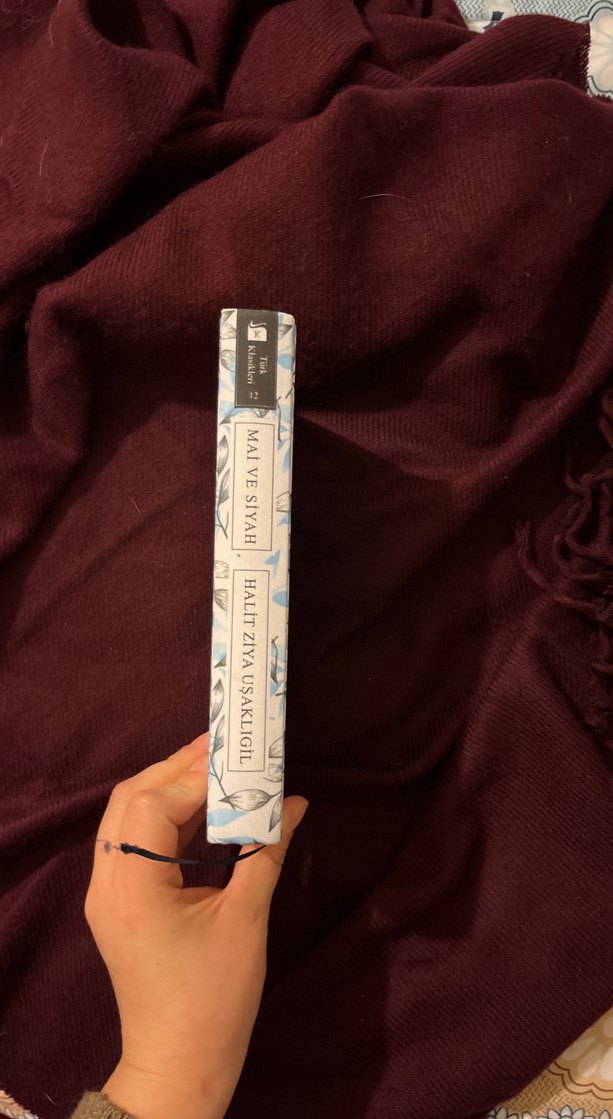 K
Türk
Klasikleri
12
MAİ VE SİYAH
HALİT ZİYA UŞAKLIGİL